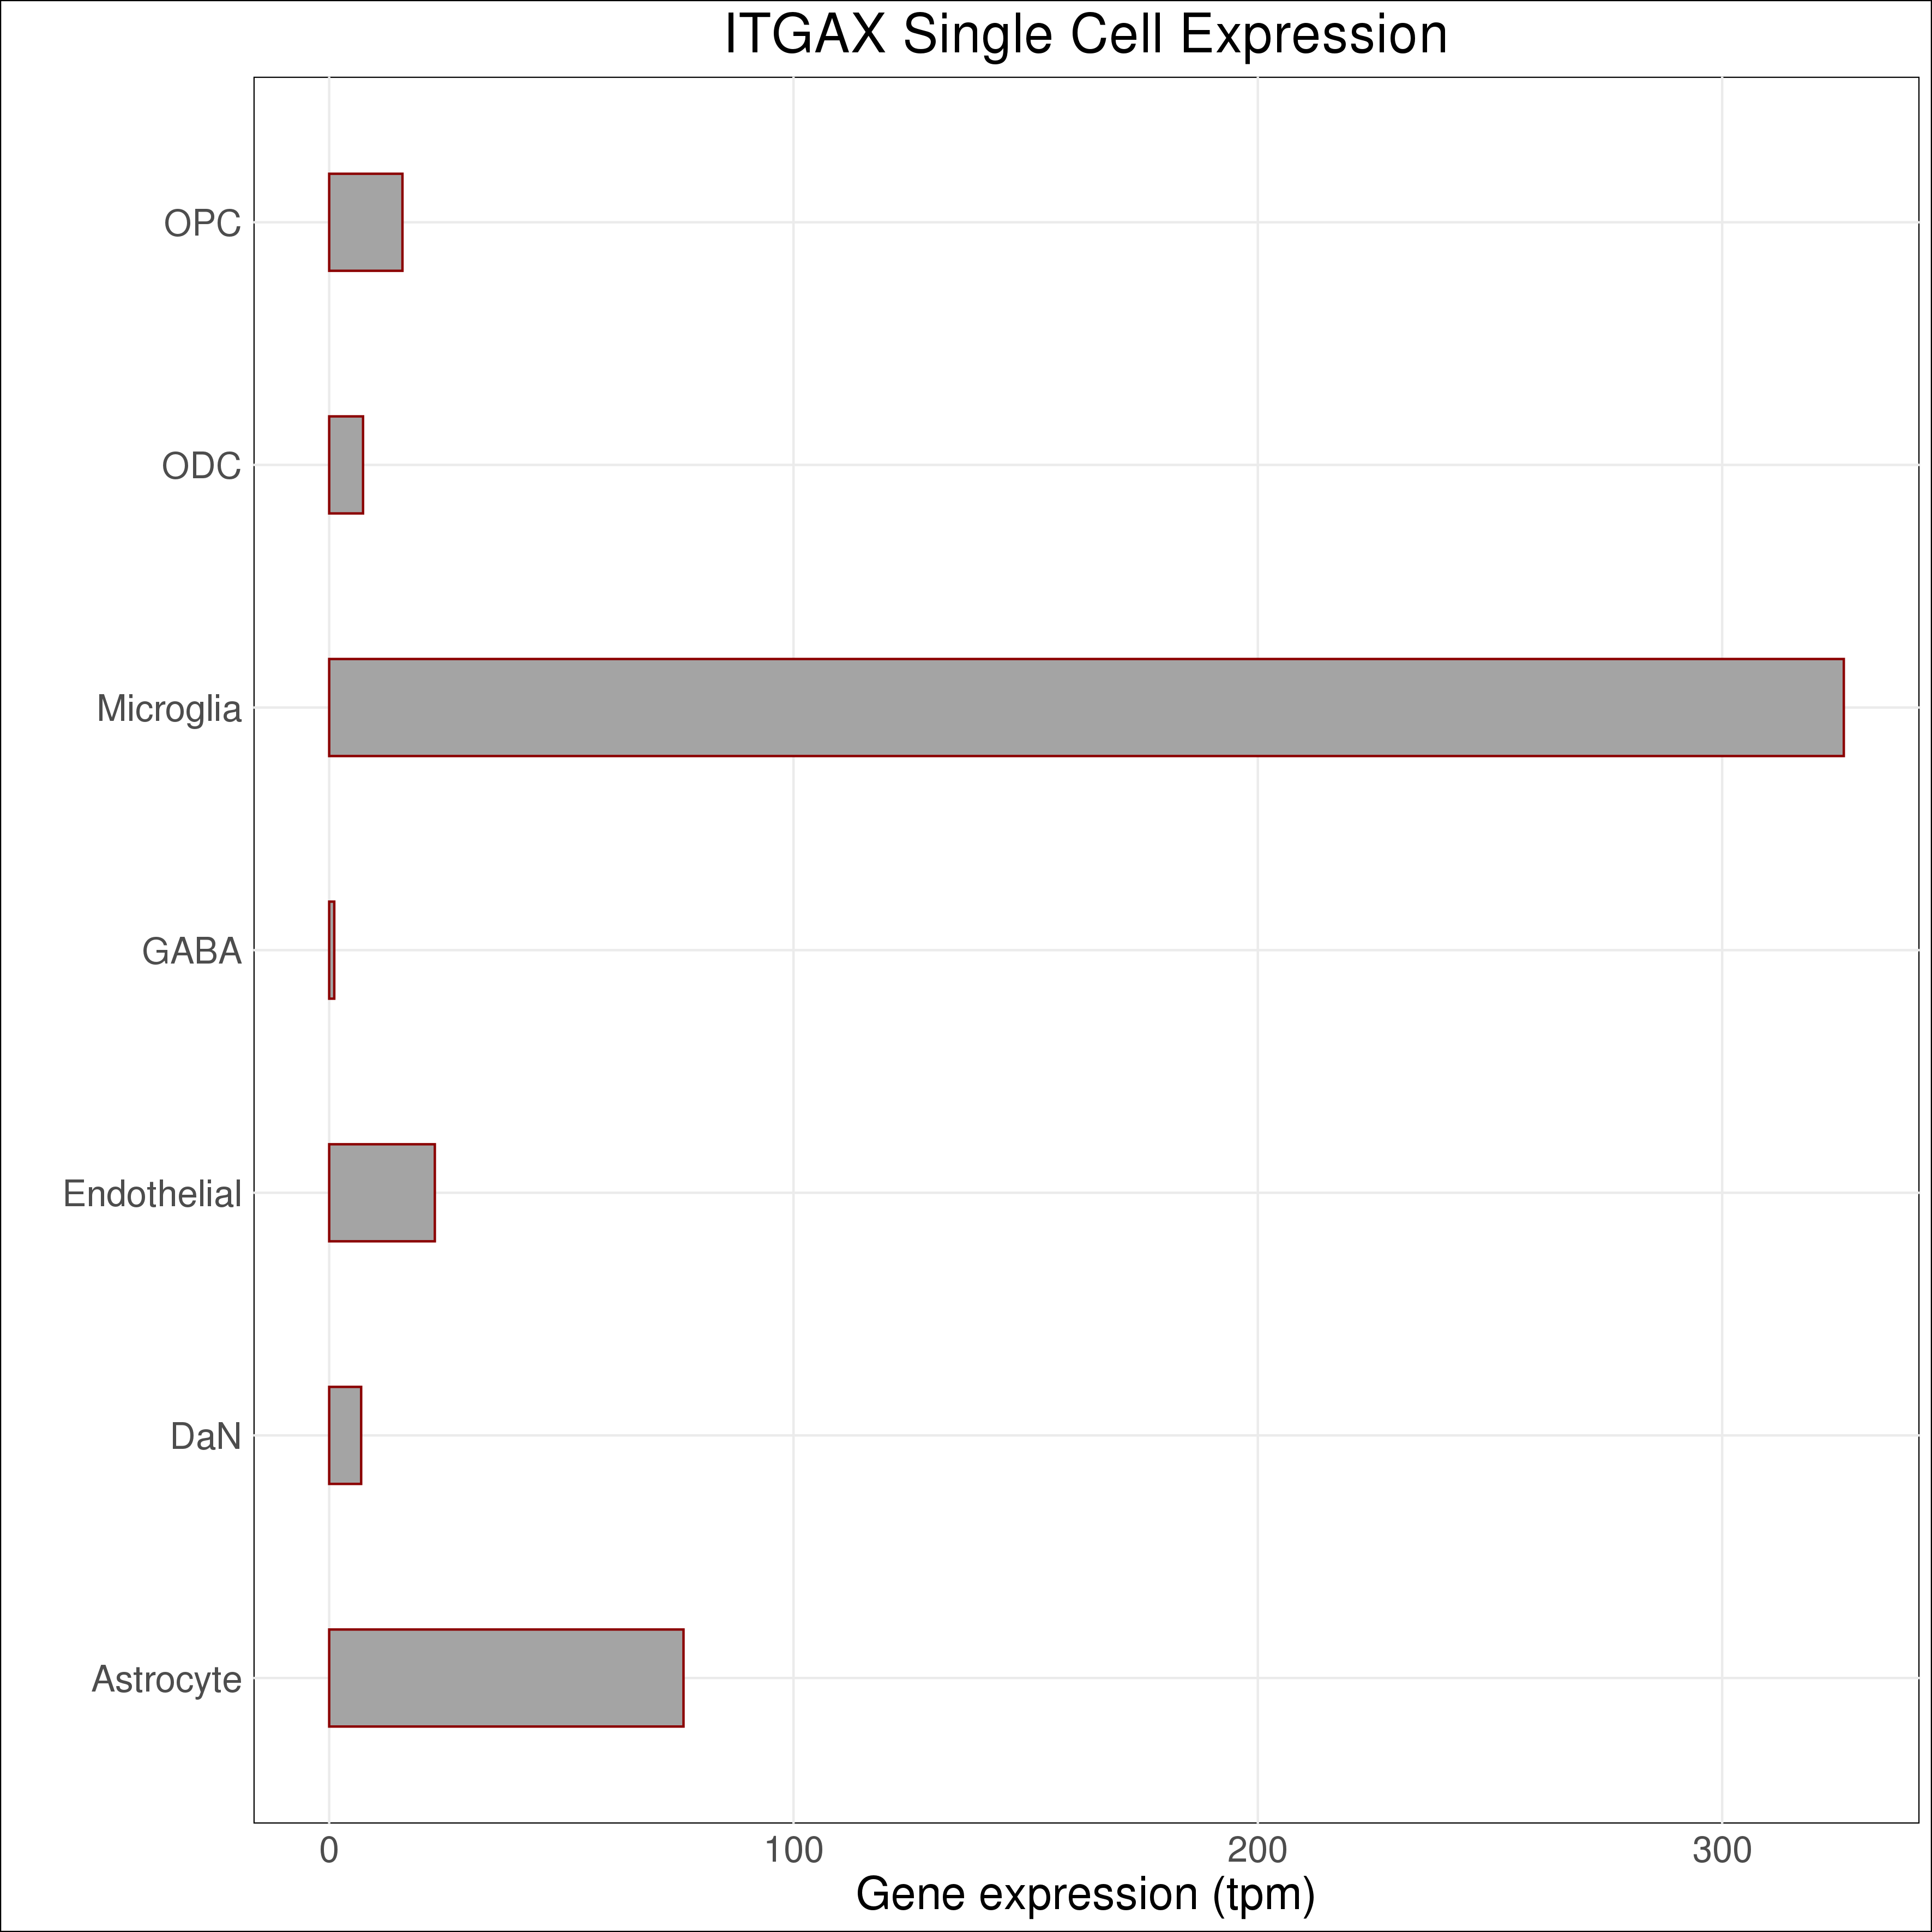 ITGAX Single Cell Expression
OPC
ODC
Microglia
GABA
Endothelial
DaN
Astrocyte
0 100 200 300
Gene expression (tpm)